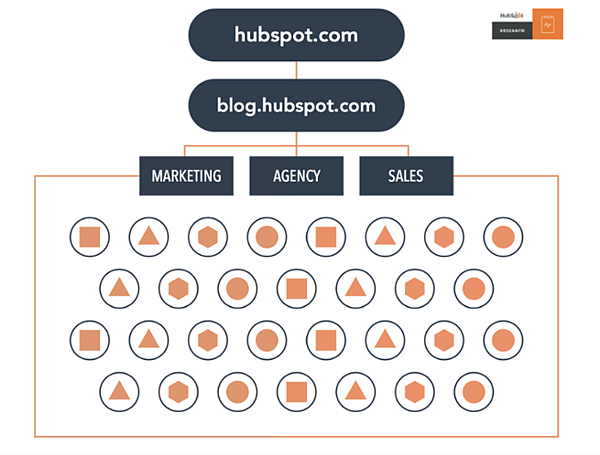 hubspot.com
HubSpot
RESEARCH
blog.hubspot.com
MARKETING
AGENCY
SALES